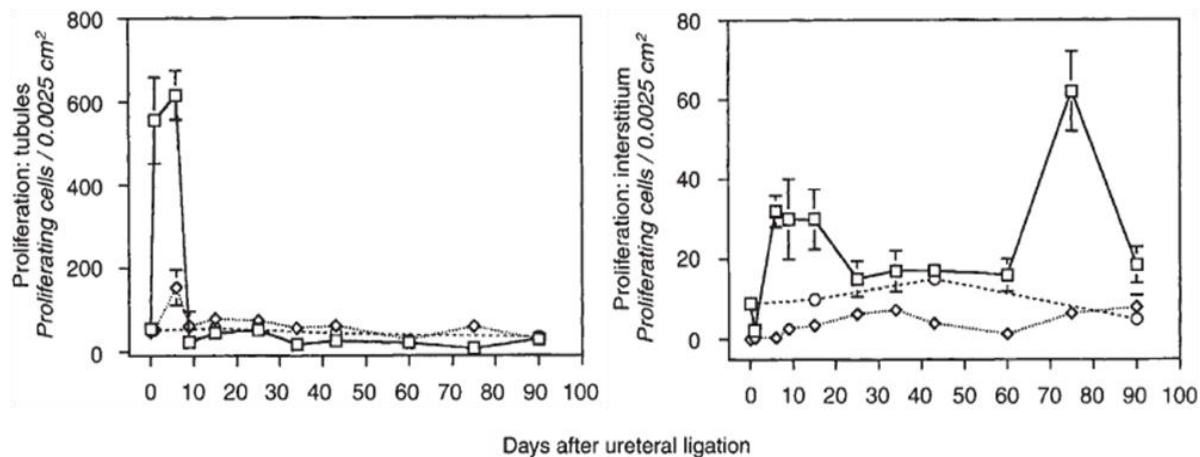 Proliferation: tubules
Proliferating cells / 0.0025 cm²
800
600
400
200
0
0 10 20 30 40 50 60 70 80 90 100
Proliferation: interstitium
Proliferating cells / 0.0025 cm²
80
60
40
20
0
0 10 20 30 40 50 60 70 80 90 100
Days after ureteral ligation